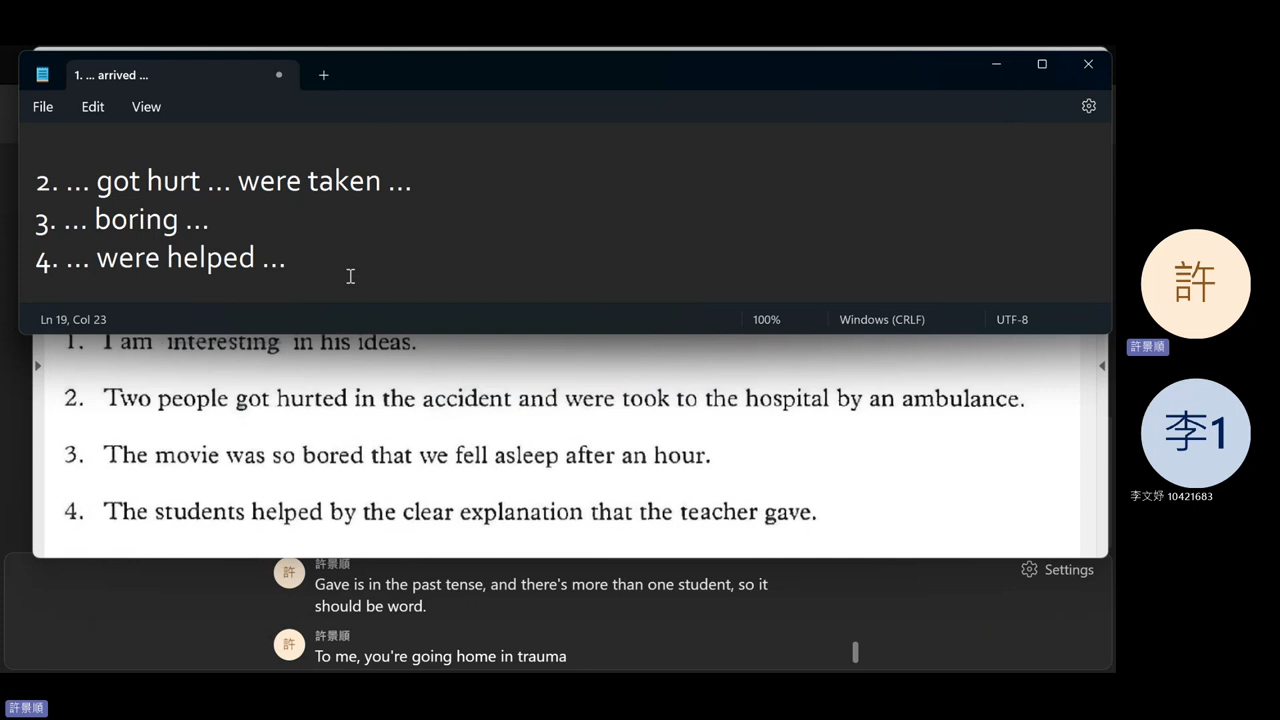 1. ... arrived ...
File Edit View
2. ... got hurt ... were taken ...
3. ... boring ...
4. ... were helped ...
Ln 19, Col 23
100%
Windows (CRLF)
UTF-8
1. I am interesting in his ideas.
2. Two people got hurted in the accident and were took to the hospital by an ambulance.
3. The movie was so bored that we fell asleep after an hour.
4. The students helped by the clear explanation that the teacher gave.
許
許景順
Gave is in the past tense, and there's more than one student, so it
should be word.
許
許景順
To me, you're going home in trauma
Settings
許
許景順
李1
李文妤 10421683
許景順